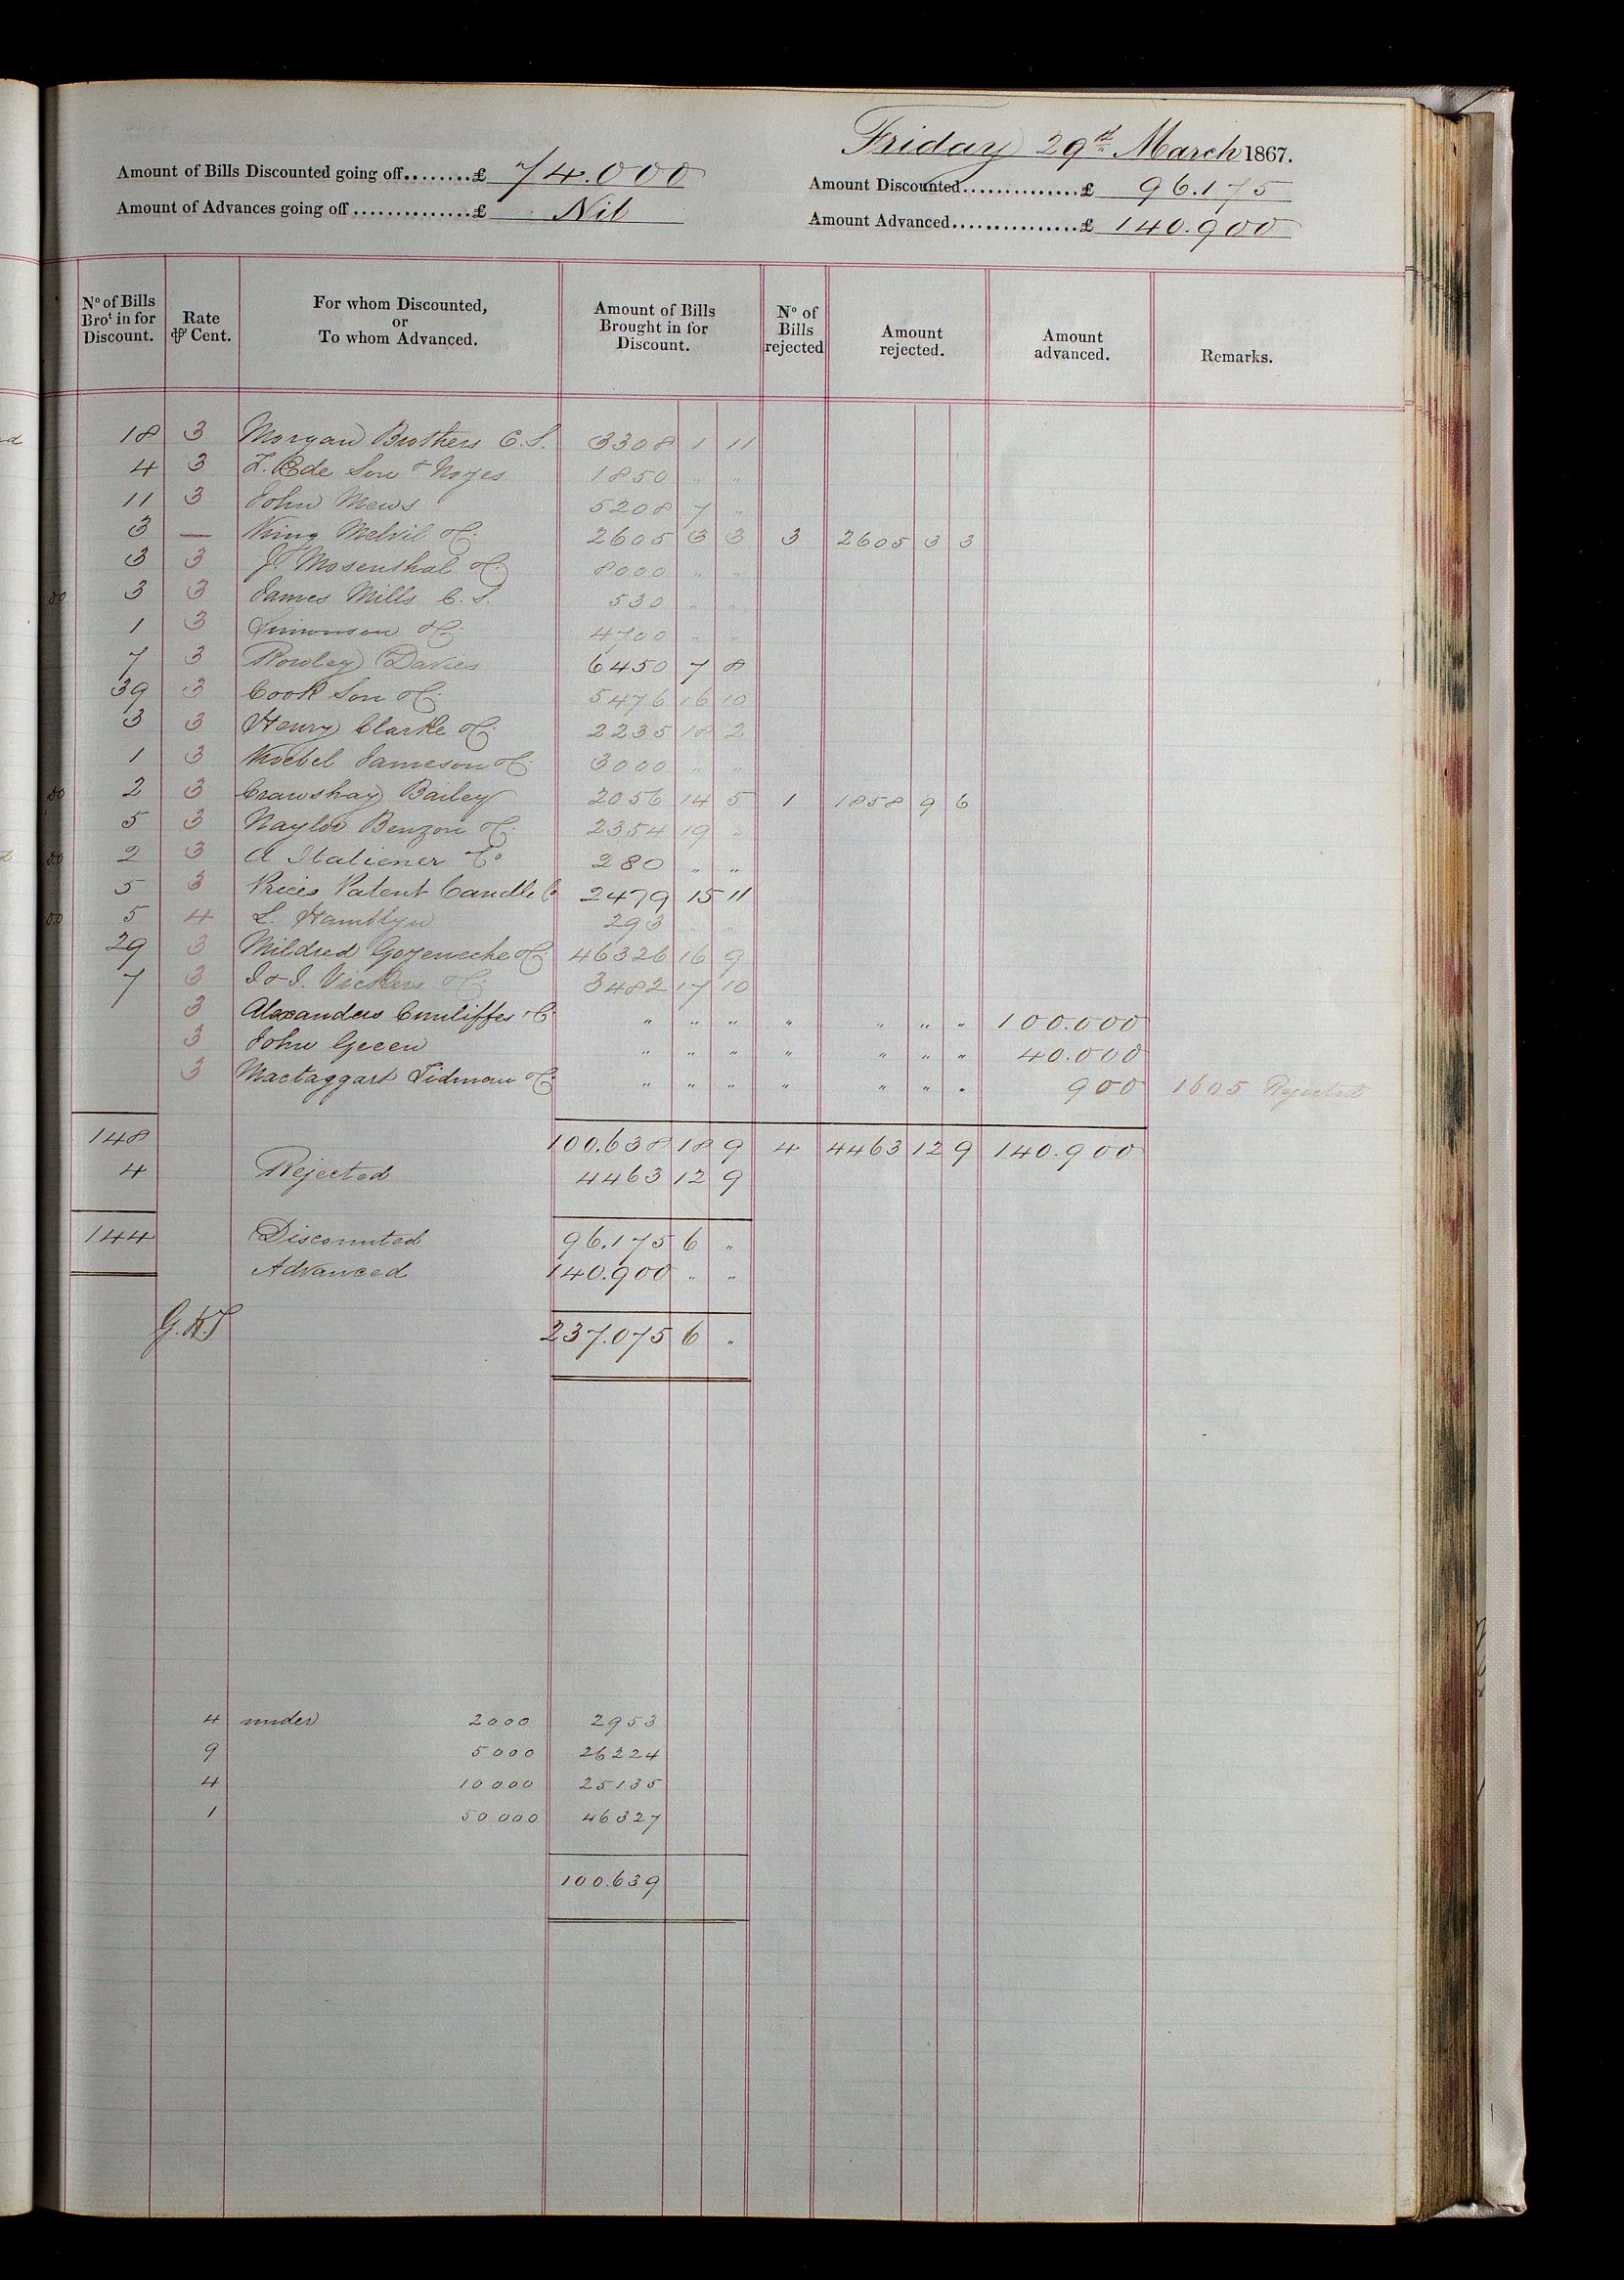 Friday 29th March 1867.
Amount of Bills Discounted going off........£ 74.000
Amount Discounted..............£ 96.175
Amount of Advances going off...............£ Nil
Amount Advanced...............£ 140.900
No of Bills Brot in for Discount. | Rate ⅌ Cent. | For whom Discounted, or To whom Advanced. | Amount of Bills Brought in for Discount. | No of Bills rejected | Amount rejected. | Amount advanced. | Remarks.
18 3 Morgan Brothers C.S. 3308 1 11
4 3 Ede Son & Noyes 1850 " "
11 3 John Mews 5208 7 "
3 — King Melvil & Co. 2605 3 3 3 2605 3 3
3 3 Mosenthal & Co. 8000 " "
3 3 James Mills C.S. 530 " "
1 3 Simonson & Co. 4700 " "
7 3 Rowley Davies 6450 7 8
39 3 Cook Son & Co. 5476 16 10
3 3 Henry Clarke & Co. 2235 18 2
1 3 Knebel Jameson & Co. 3000 " "
2 3 Crawshay Bailey 2056 14 5 1 1858 9 6
5 3 Naylor Benzon & Co. 2354 19 "
2 3 A Staliener & Co 280 " "
5 3 Prices Patent Candle Co 2479 15 11
5 4 L. Hamblyn 293 " "
29 3 Mildred Goyeneche & Co. 46326 16 9
7 3 I & I. Vickers & Co. 3482 17 10
3 Alexanders Cunliffes & Co " " " " " " " 100.000
3 John Green " " " " " " " 40.000
3 Mactaggart Tidman & Co. " " " " " " " 900 1605 Rejected
148 100.638 18 9 4 4463 12 9 140.900
4 Rejected 4463 12 9
144 Discounted 96.175 6 "
Advanced 140.900 " "
237.075 6 "
4 under 2000 2953
9 5000 26224
4 10000 25135
1 50000 46327
100.639